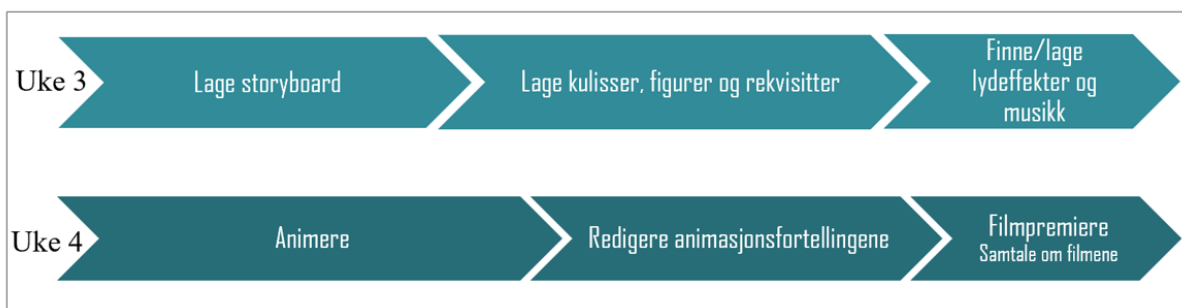 Uke 3
Lage storyboard
Lage kulisser, figurer og rekvisitter
Finne/lage
lydeffekter og
musikk
Uke 4
Animere
Redigere animasjonsfortellingene
Filmpremiere
Samtale om filmene